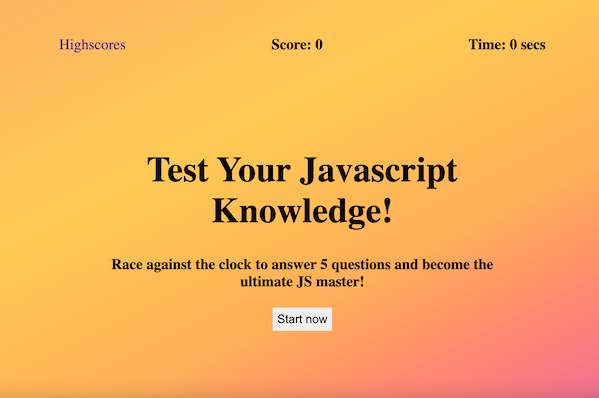 Highscores
Score: 0
Time: 0 secs
Test Your Javascript
Knowledge!
Race against the clock to answer 5 questions and become the
ultimate JS master!
Start now